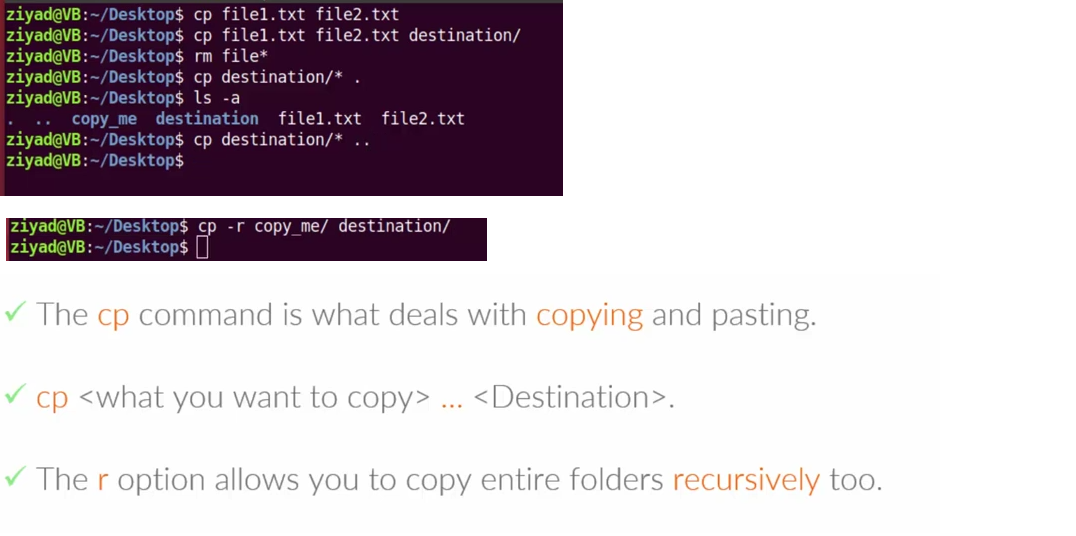 ziyad@VB:~/Desktop$ cp file1.txt file2.txt
ziyad@VB:~/Desktop$ cp file1.txt file2.txt destination/
ziyad@VB:~/Desktop$ rm file*
ziyad@VB:~/Desktop$ cp destination/* .
ziyad@VB:~/Desktop$ ls -a
. .. copy_me destination file1.txt file2.txt
ziyad@VB:~/Desktop$ cp destination/* ..
ziyad@VB:~/Desktop$
ziyad@VB:~/Desktop$ cp -r copy_me/ destination/
ziyad@VB:~/Desktop$
✓ The cp command is what deals with copying and pasting.
✓ cp <what you want to copy> ... <Destination>.
✓ The r option allows you to copy entire folders recursively too.